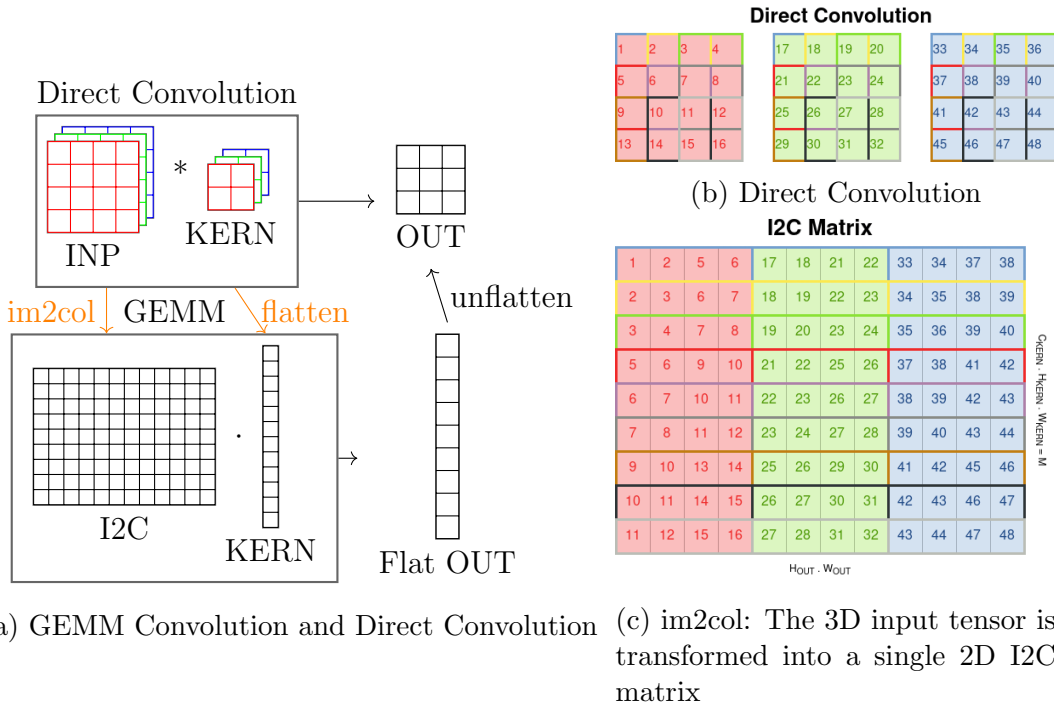 Direct Convolution
*
INP
KERN
OUT
im2col
GEMM
flatten
unflatten
I2C
·
KERN
Flat OUT
a) GEMM Convolution and Direct Convolution
Direct Convolution
1 2 3 4 17 18 19 20 33 34 35 36
5 6 7 8 21 22 23 24 37 38 39 40
9 10 11 12 25 26 27 28 41 42 43 44
13 14 15 16 29 30 31 32 45 46 47 48
(b) Direct Convolution
I2C Matrix
1 2 5 6 17 18 21 22 33 34 37 38
2 3 6 7 18 19 22 23 34 35 38 39
3 4 7 8 19 20 23 24 35 36 39 40
5 6 9 10 21 22 25 26 37 38 41 42
6 7 10 11 22 23 26 27 38 39 42 43
7 8 11 12 23 24 27 28 39 40 43 44
9 10 13 14 25 26 29 30 41 42 45 46
10 11 14 15 26 27 30 31 42 43 46 47
11 12 15 16 27 28 31 32 43 44 47 48
C_KERN · H_KERN · W_KERN = M
H_OUT · W_OUT
(c) im2col: The 3D input tensor is
transformed into a single 2D I2C
matrix